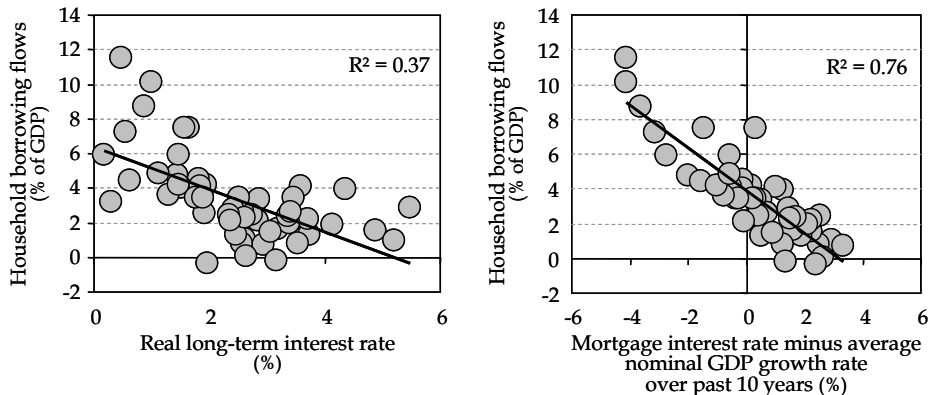 Household borrowing flows
(% of GDP)
14
12
10
8
6
4
2
0
-2
R² = 0.37
0 2 4 6
Real long-term interest rate
(%)
Household borrowing flows
(% of GDP)
14
12
10
8
6
4
2
0
-2
R² = 0.76
-6 -4 -2 0 2 4 6
Mortgage interest rate minus average
nominal GDP growth rate
over past 10 years (%)